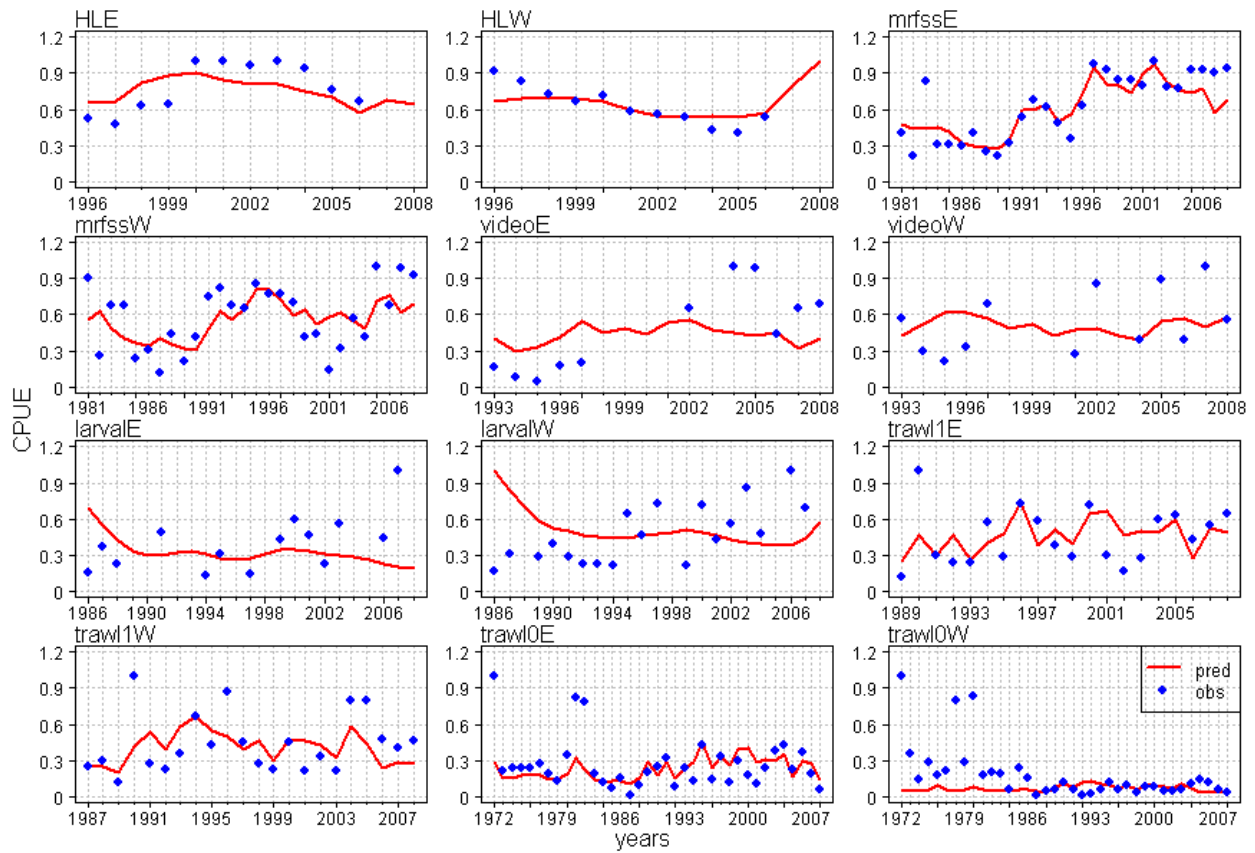 HLE HLW mrfssE
1.2 1.2 1.2
0.9 0.9 0.9
0.6 0.6 0.6
0.3 0.3 0.3
0 0 0
1996 1999 2002 2005 2008 1996 1999 2002 2005 2008 1981 1986 1991 1996 2001 2006
mrfssW videoE videoW
1.2 1.2 1.2
0.9 0.9 0.9
0.6 0.6 0.6
0.3 0.3 0.3
0 0 0
1981 1986 1991 1996 2001 2006 1993 1996 1999 2002 2005 2008 1993 1996 1999 2002 2005 2008
CPUE
larvalE larvalW trawl1E
1.2 1.2 1.2
0.9 0.9 0.9
0.6 0.6 0.6
0.3 0.3 0.3
0 0 0
1986 1990 1994 1998 2002 2006 1986 1990 1994 1998 2002 2006 1989 1993 1997 2001 2005
trawl1W trawl0E trawl0W
1.2 1.2 1.2
0.9 0.9 0.9
0.6 0.6 0.6
0.3 0.3 0.3
0 0 0
pred
obs
1987 1991 1995 1999 2003 2007 1972 1979 1986 1993 2000 2007 1972 1979 1986 1993 2000 2007
years